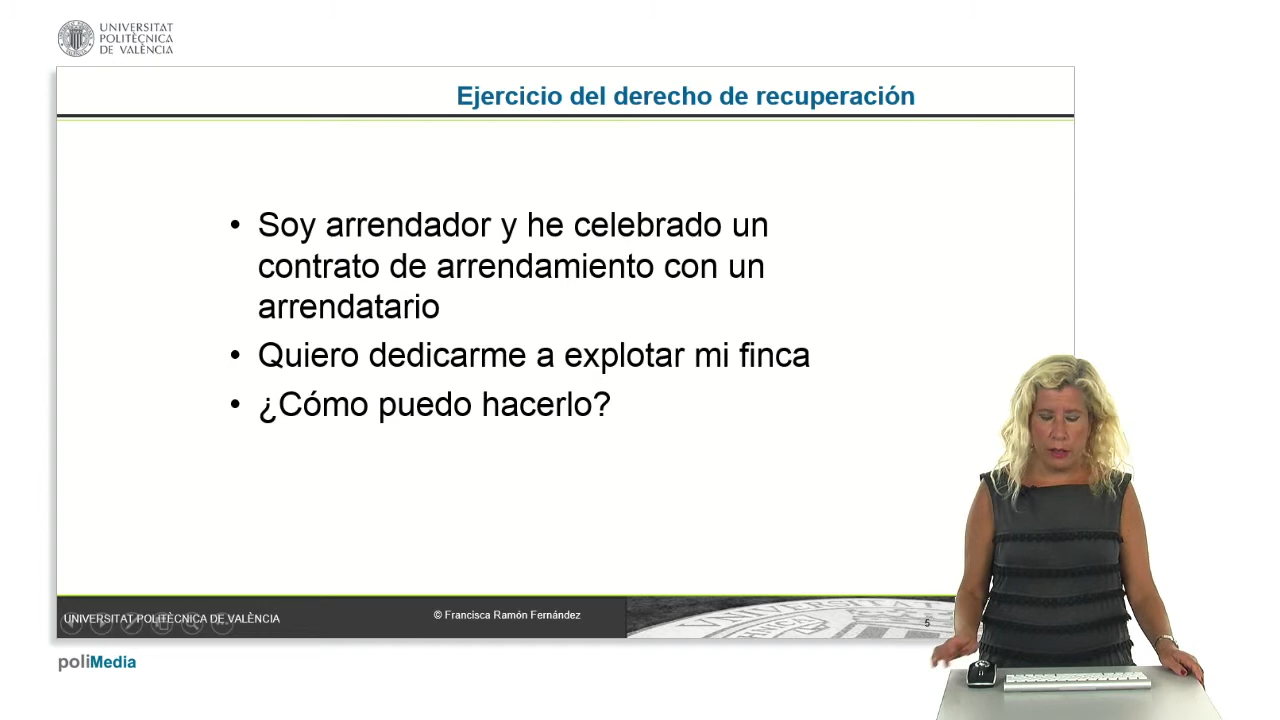 UNIVERSITAT
POLITÈCNICA
DE VALÈNCIA
Ejercicio del derecho de recuperación
• Soy arrendador y he celebrado un
contrato de arrendamiento con un
arrendatario
• Quiero dedicarme a explotar mi finca
• ¿Cómo puedo hacerlo?
UNIVERSITAT POLITÈCNICA DE VALÈNCIA
© Francisca Ramón Fernández
5
poliMedia